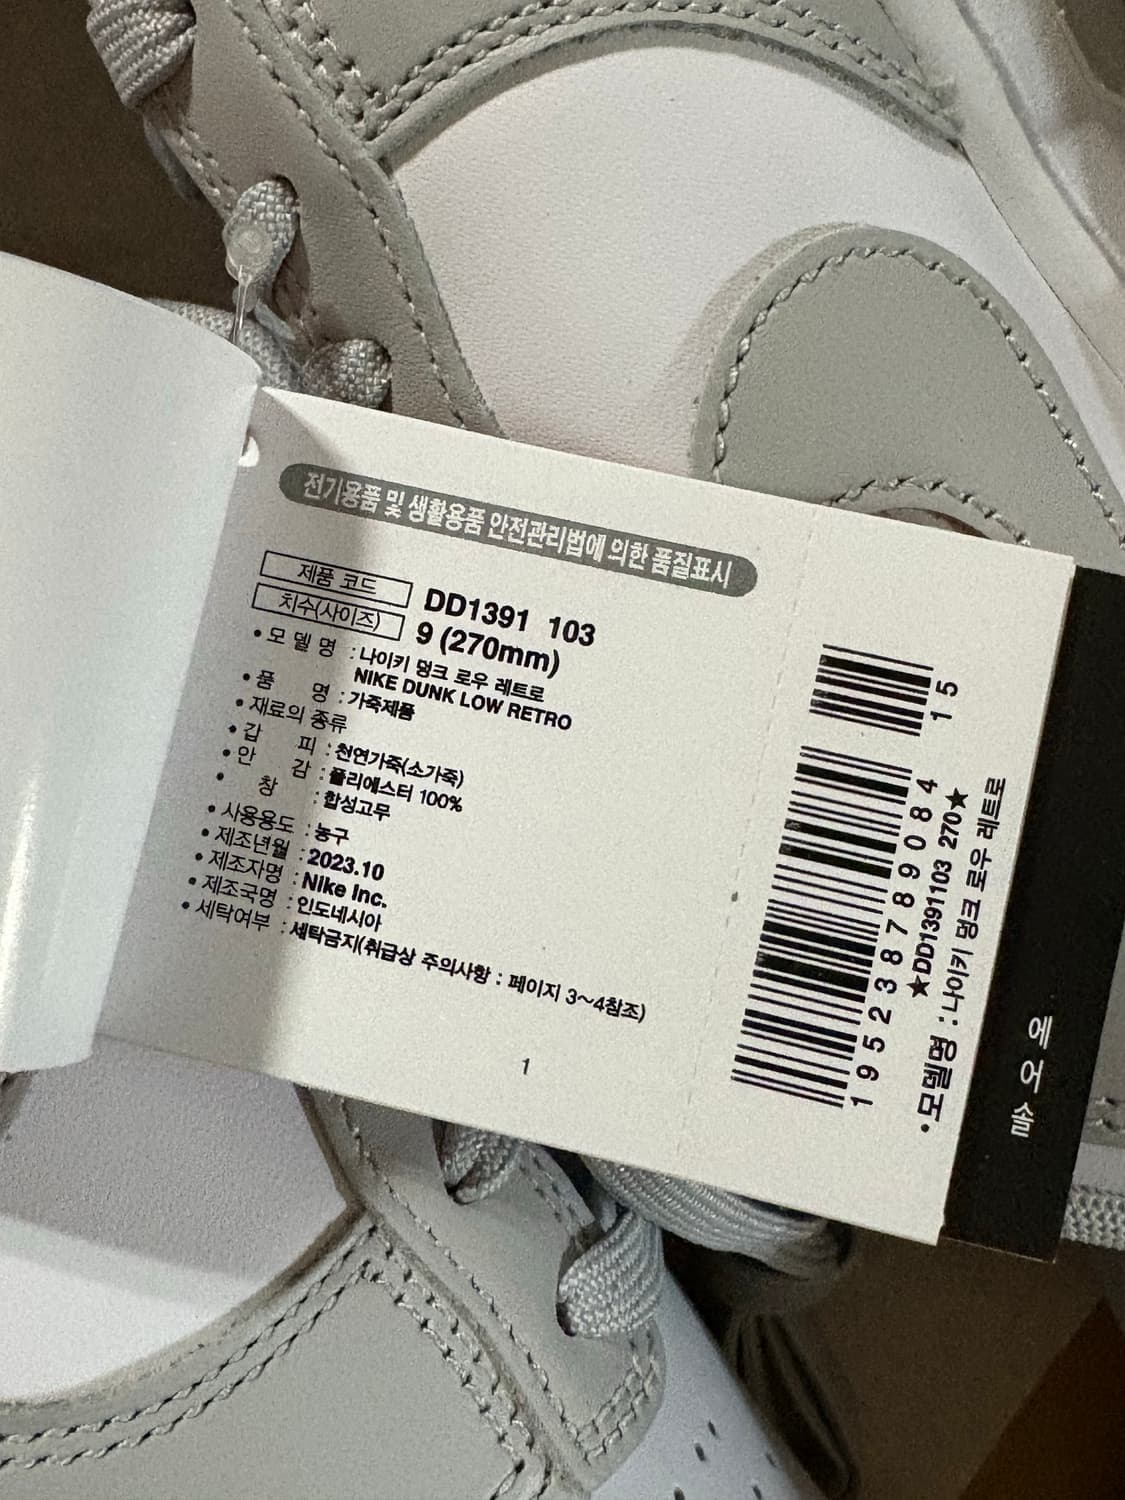 전기용품 및 생활용품 안전관리법에 의한 품질표시
제품 코드 DD1391 103
치수(사이즈) 9 (270mm)
• 모 델 명 : 나이키 덩크 로우 레트로
NIKE DUNK LOW RETRO
• 품 명 : 가죽제품
• 재료의 종류
• 갑 피 : 천연가죽(소가죽)
• 안 감 : 폴리에스터 100%
• 창 : 합성고무
• 사용용도 : 농구
• 제조년월 : 2023.10
• 제조자명 : Nike Inc.
• 제조국명 : 인도네시아
• 세탁여부 : 세탁금지(취급상 주의사항 : 페이지 3~4참조)
1
15
195238789084
★DD1391103 270★
•모델명 : 나이키 덩크 로우 레트로
에어솔